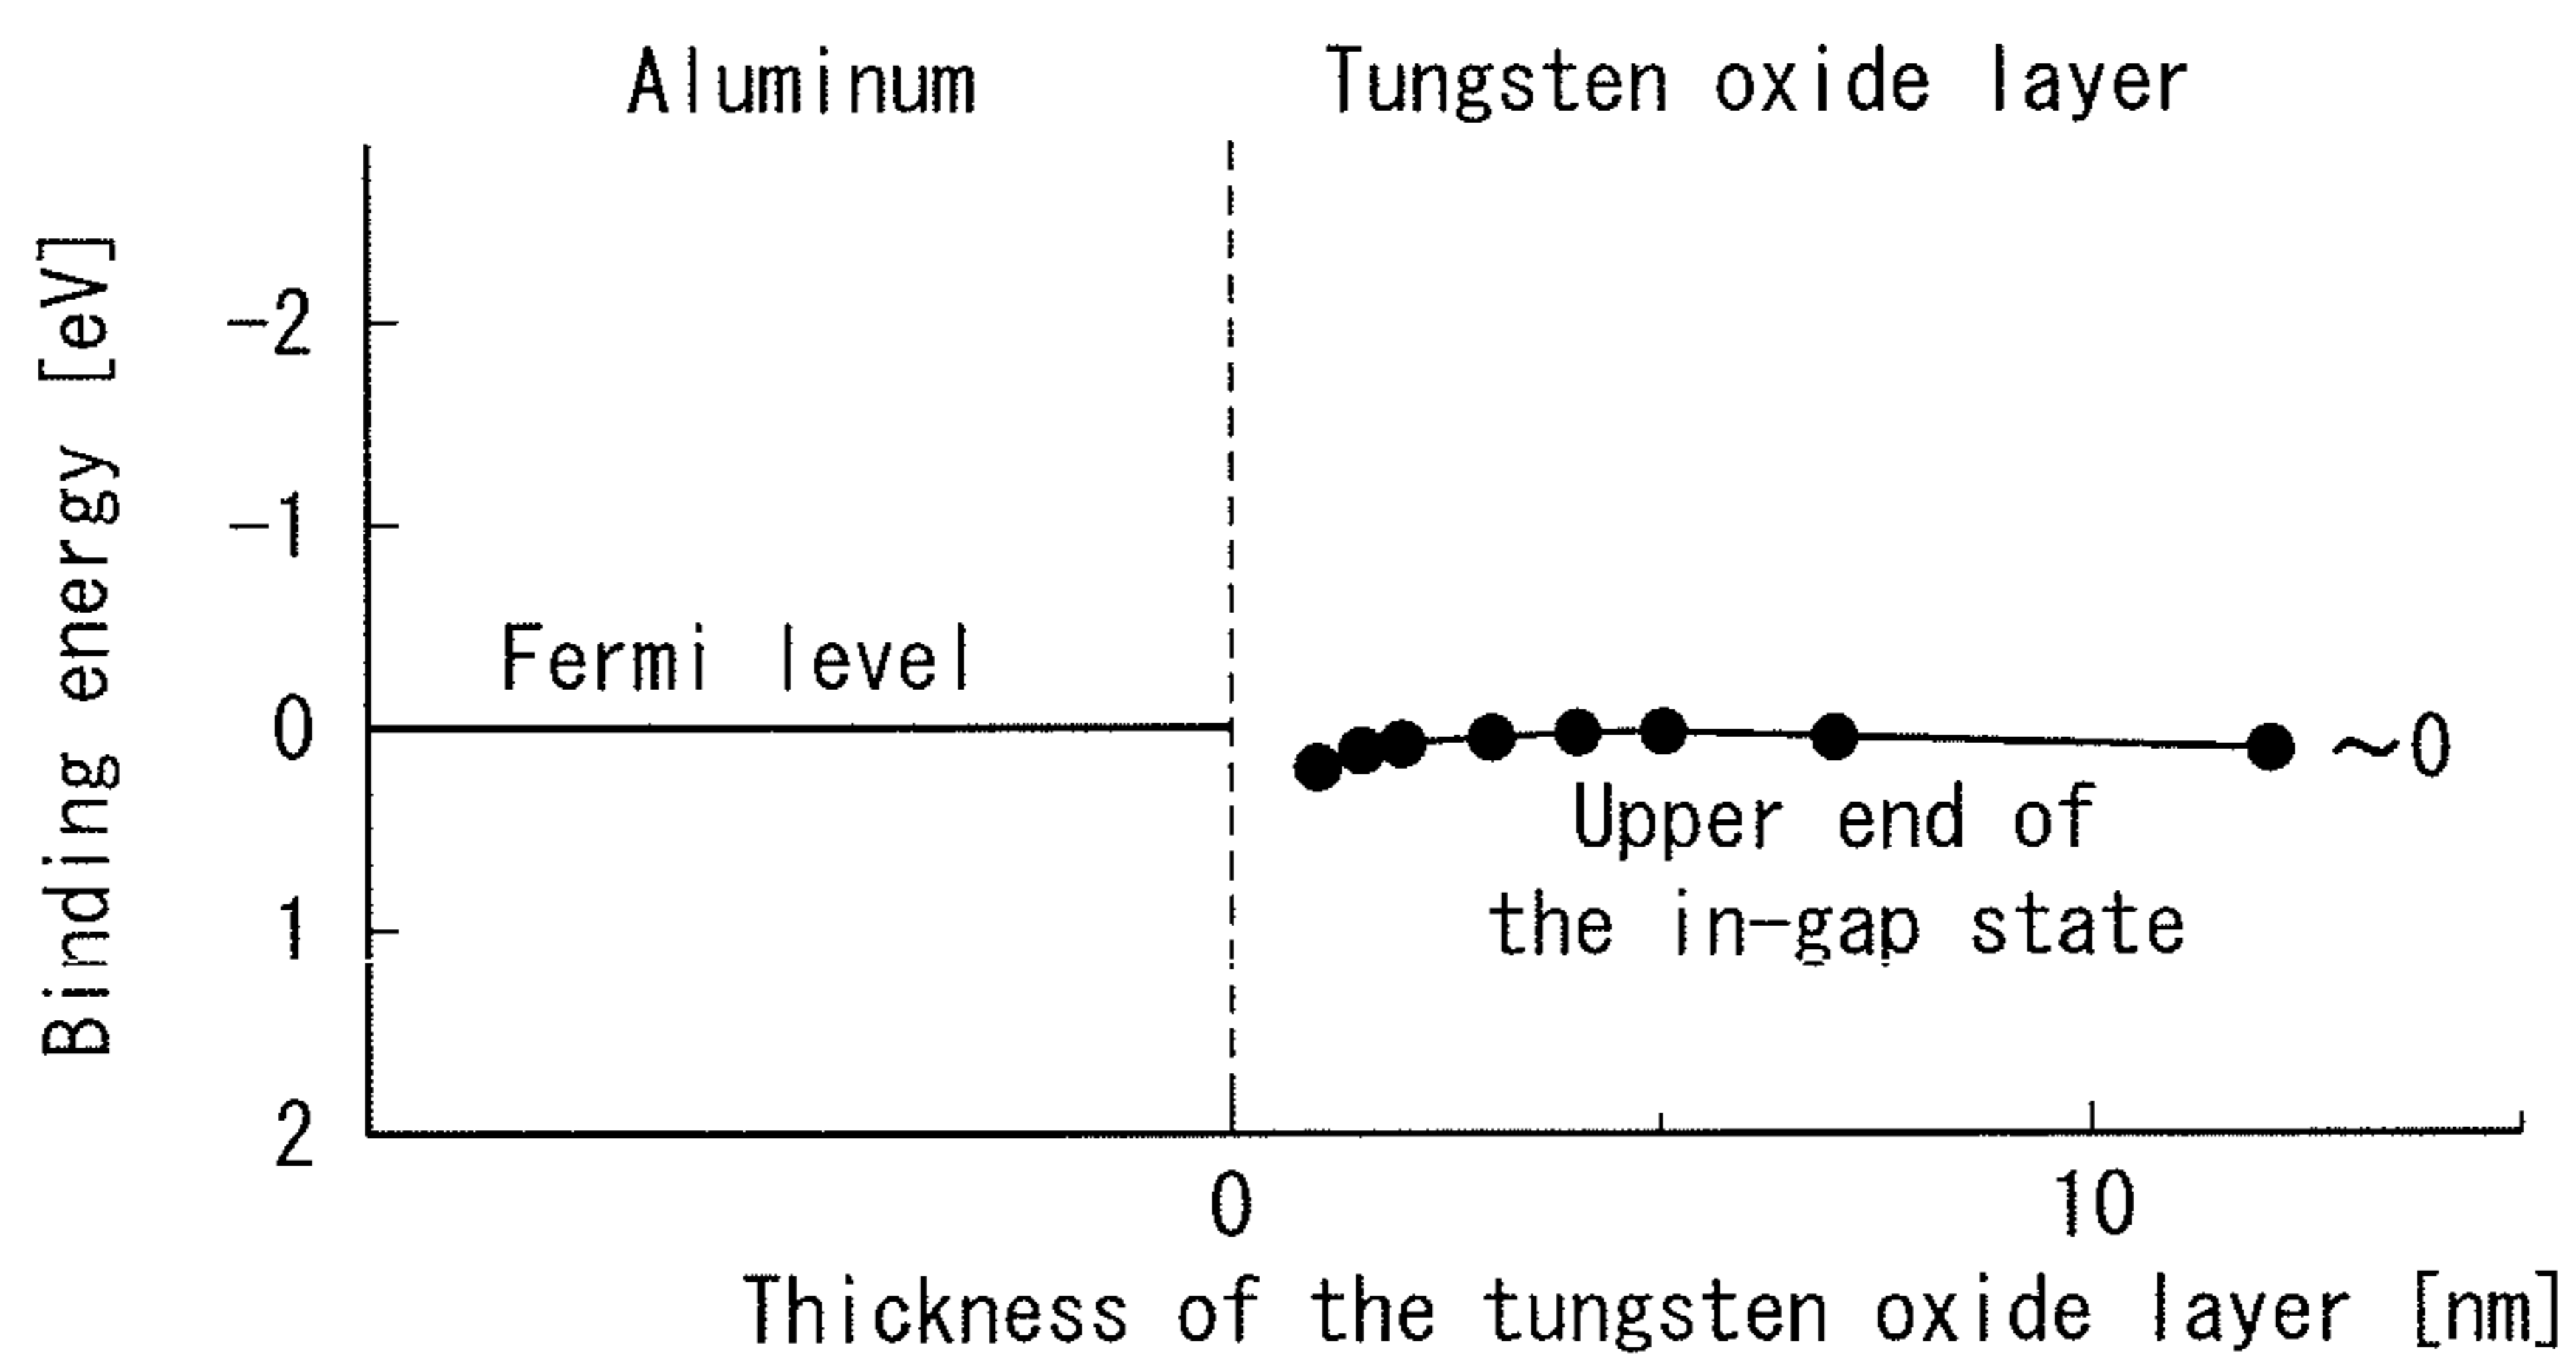 Aluminum
Tungsten oxide layer
Binding energy [eV]
-2
-1
0
1
2
Fermi level
~0
Upper end of
the in-gap state
0
10
Thickness of the tungsten oxide layer [nm]